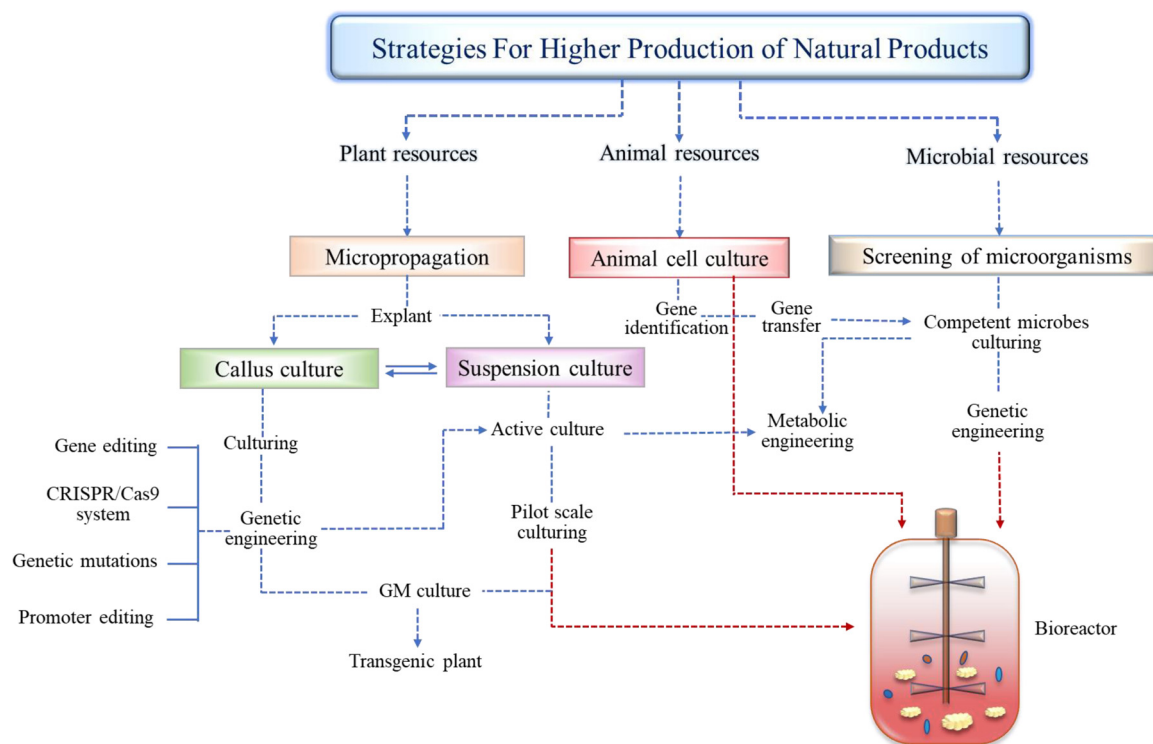 Strategies For Higher Production of Natural Products
Plant resources
Animal resources
Microbial resources
Micropropagation
Animal cell culture
Screening of microorganisms
Explant
Gene
identification
Gene
transfer
Competent microbes
culturing
Callus culture
Suspension culture
Metabolic
engineering
Genetic
engineering
Gene editing
Culturing
Active culture
CRISPR/Cas9
system
Genetic
engineering
Pilot scale
culturing
Genetic mutations
GM culture
Promoter editing
Transgenic plant
Bioreactor